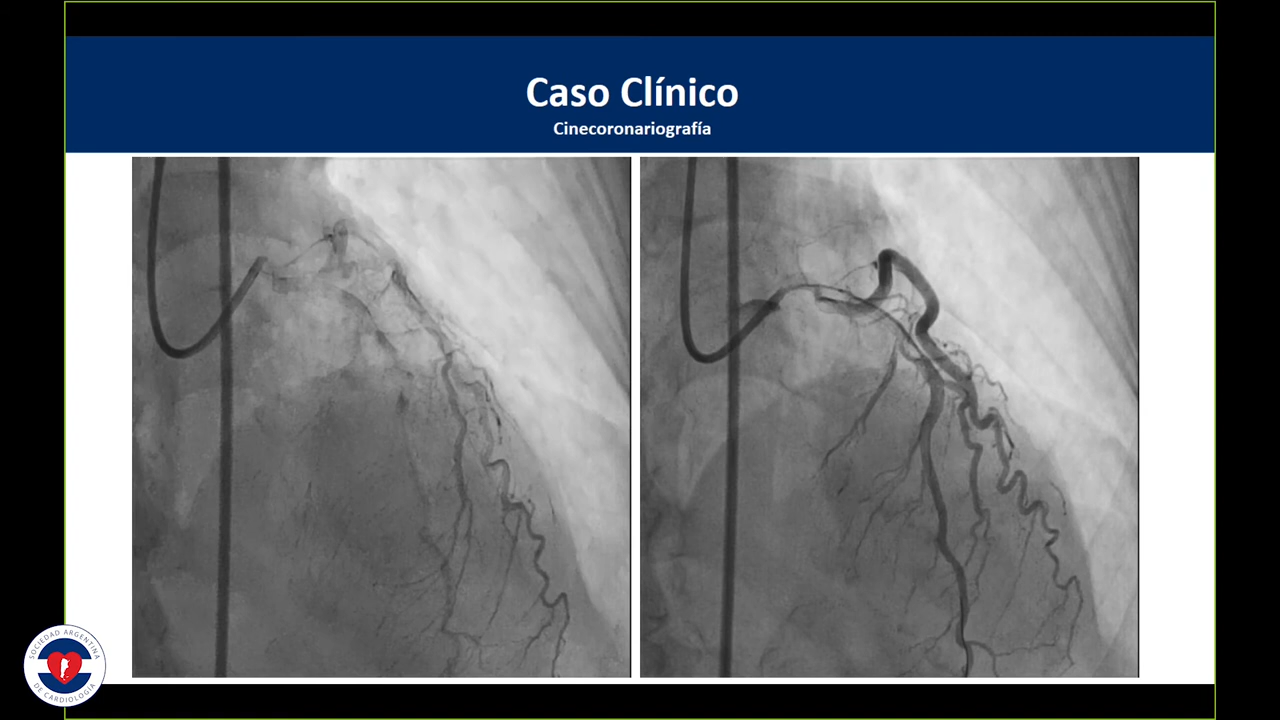 Caso Clínico
Cinecoronariografía
SOCIEDAD ARGENTINA
DE CARDIOLOGÍA